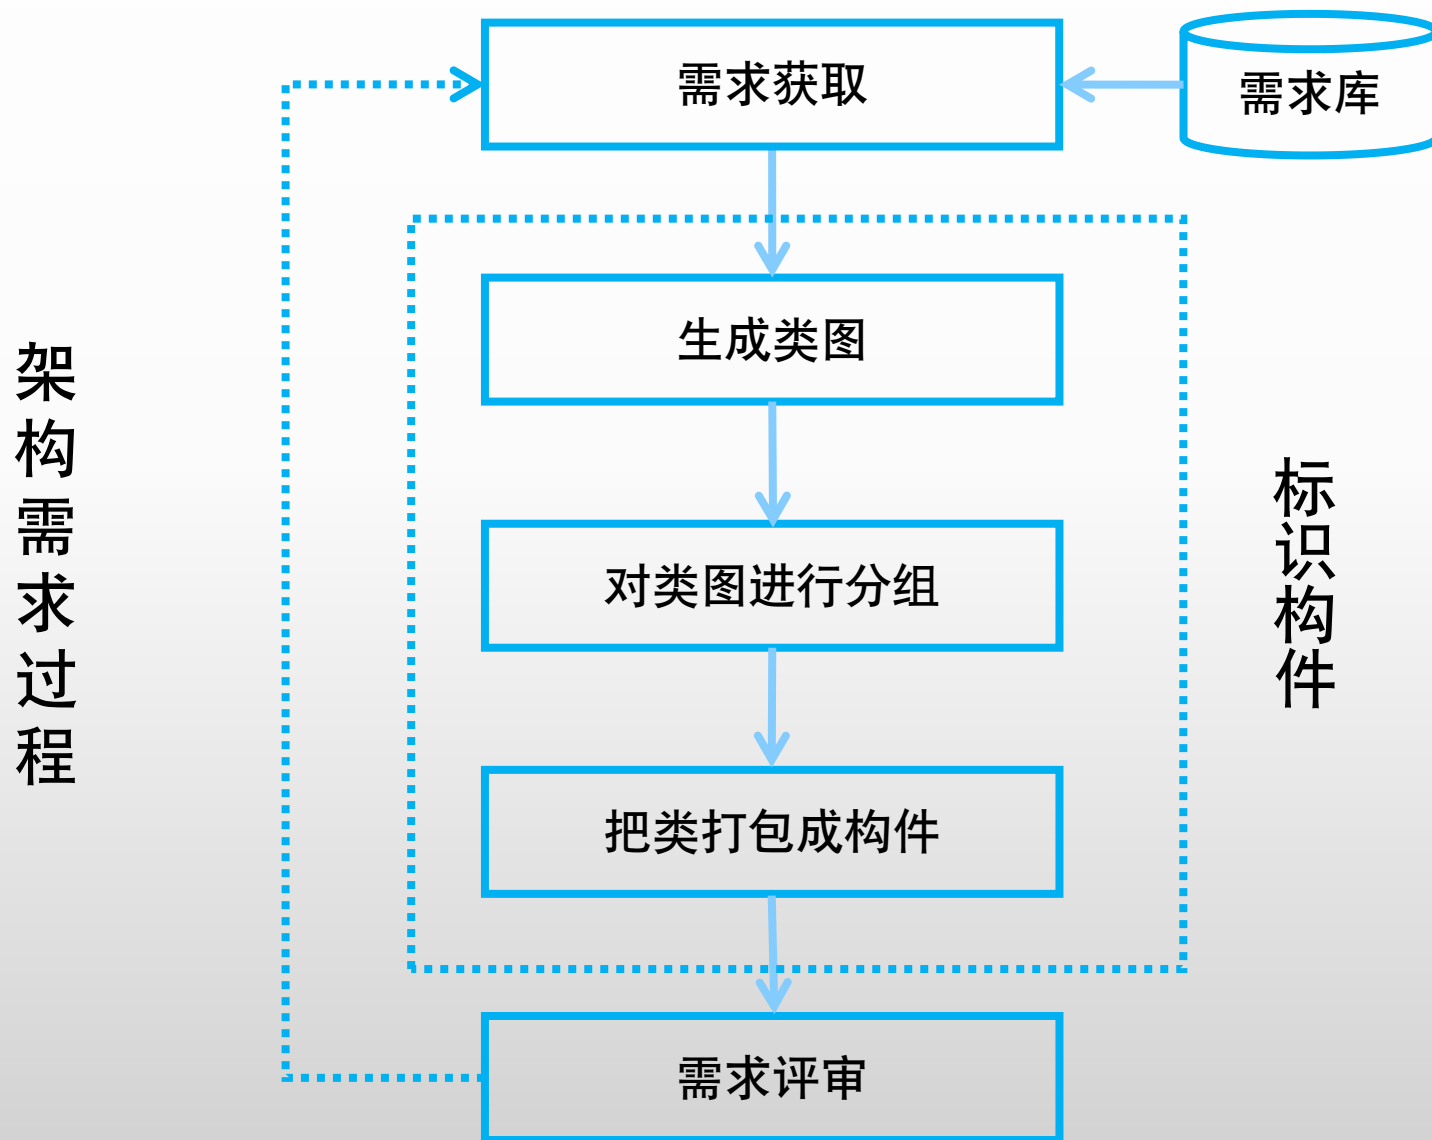 需求获取
需求库
生成类图
对类图进行分组
把类打包成构件
需求评审
架构需求过程
标识构件